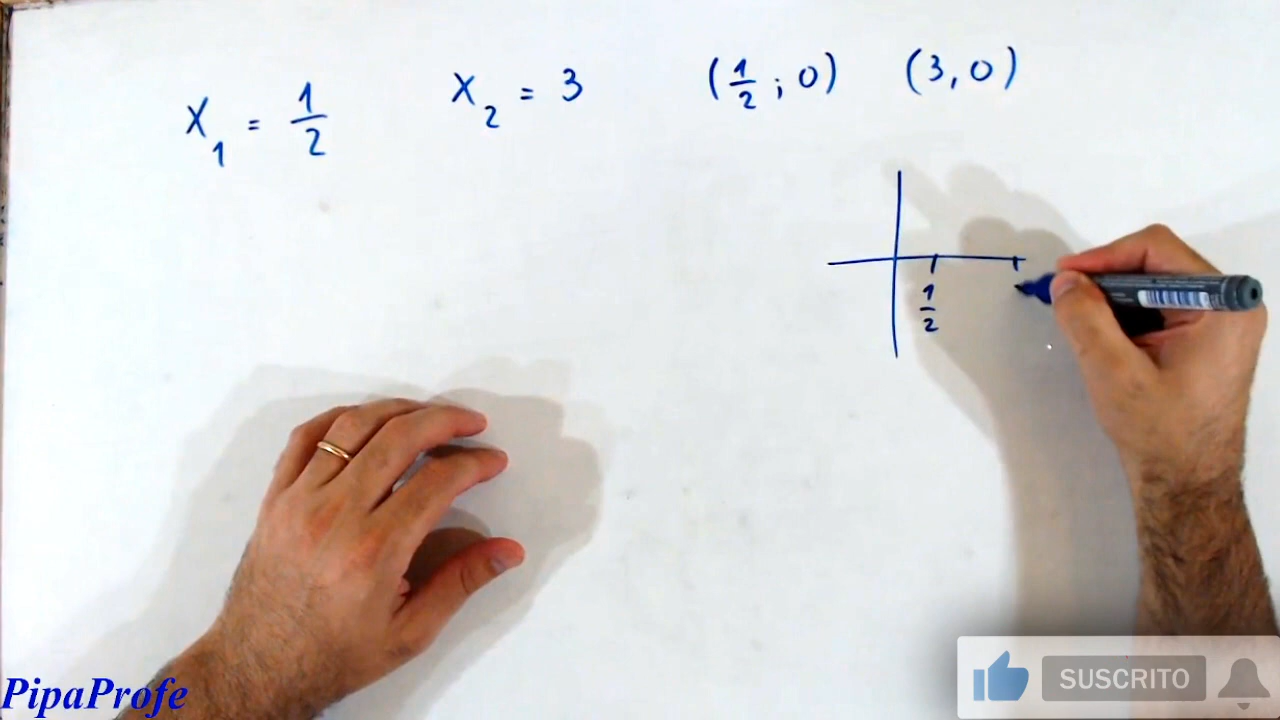 X₁ = 1/2
X₂ = 3
(1/2 ; 0)
(3, 0)
1/2
PipaProfe
SUSCRITO